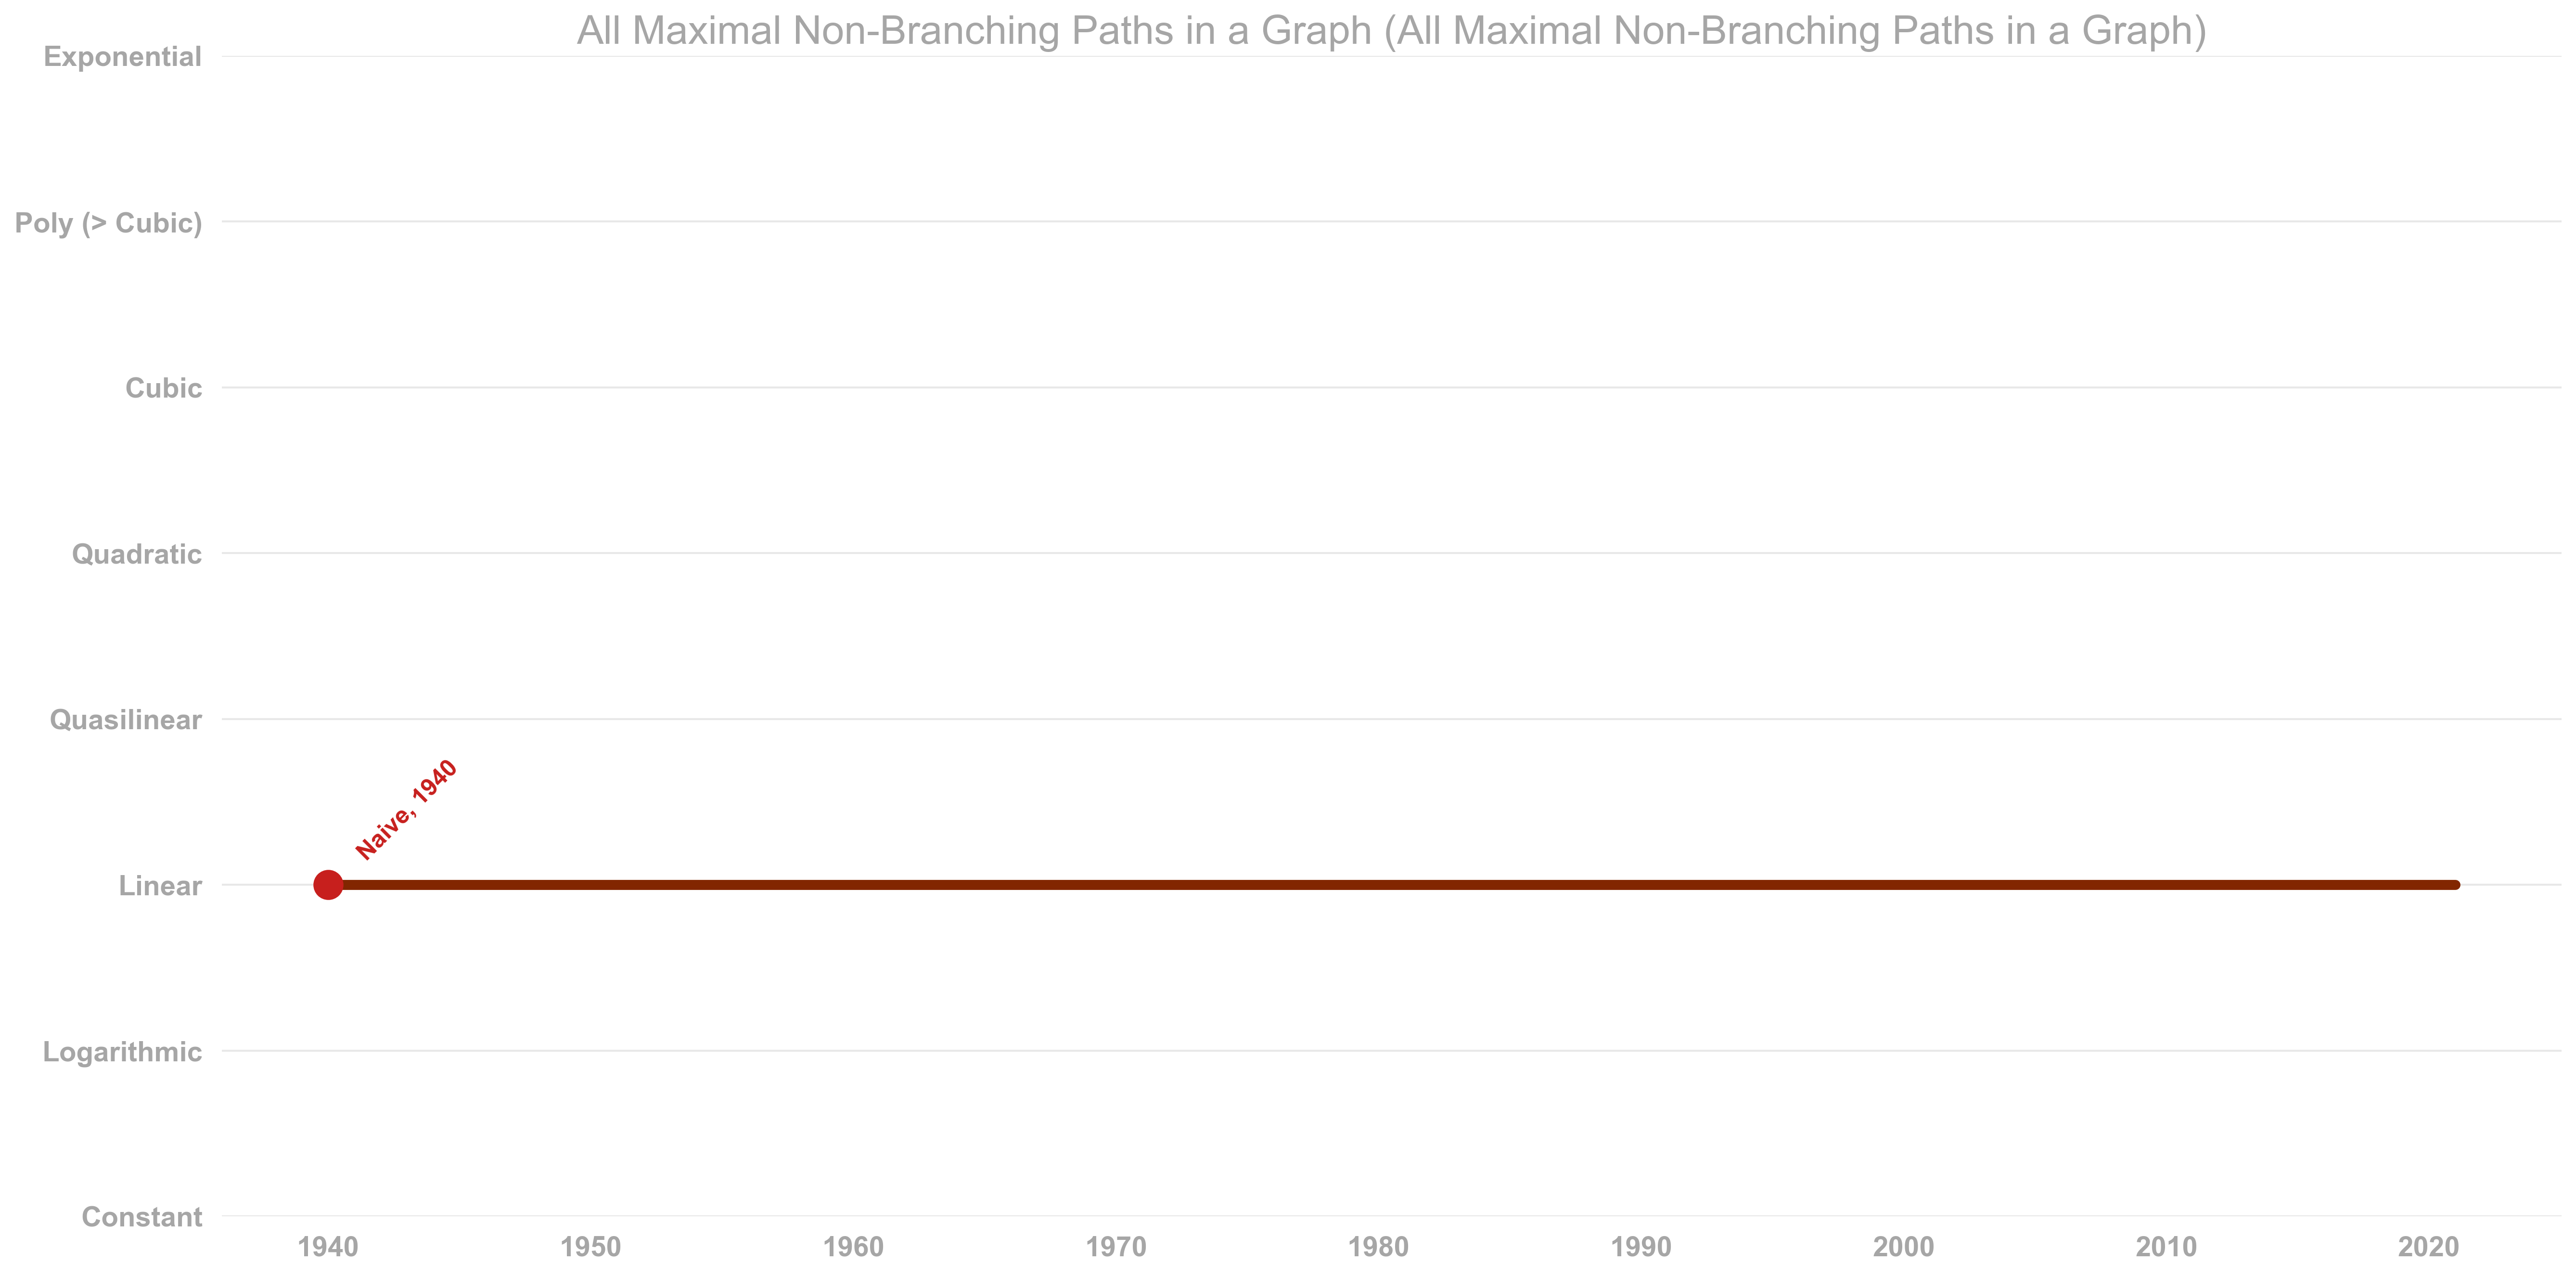 All Maximal Non-Branching Paths in a Graph (All Maximal Non-Branching Paths in a Graph)
Exponential
Poly (> Cubic)
Cubic
Quadratic
Quasilinear
Naive, 1940
Linear
Logarithmic
Constant
1940 1950 1960 1970 1980 1990 2000 2010 2020